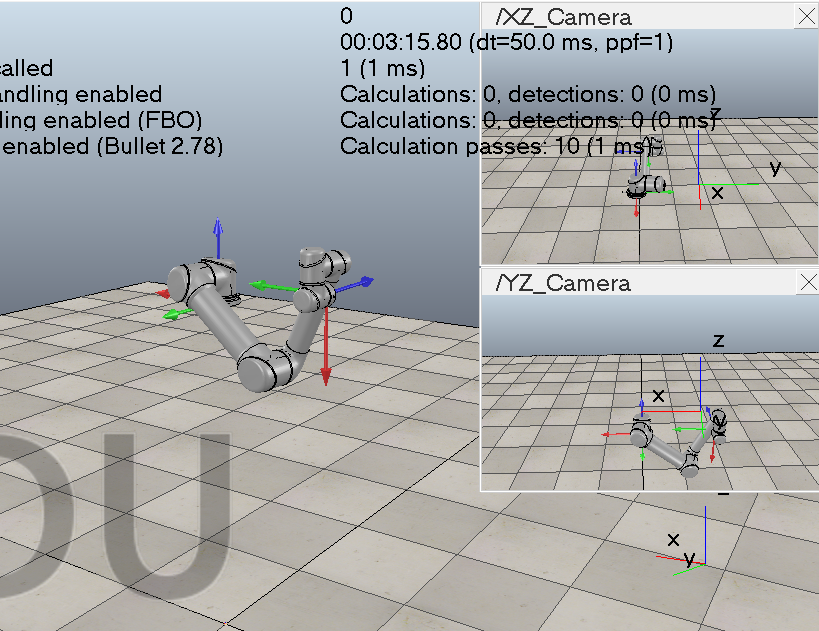 0
/XZ_Camera
00:03:15.80 (dt=50.0 ms, ppf=1)
alled
1 (1 ms)
andling enabled
Calculations: 0, detections: 0 (0 ms)
ling enabled (FBO)
Calculations: 0, detections: 0 (0 ms)
enabled (Bullet 2.78)
Calculation passes: 10 (1 ms)
z
y
x
/YZ_Camera
z
x
y
x
y
OU